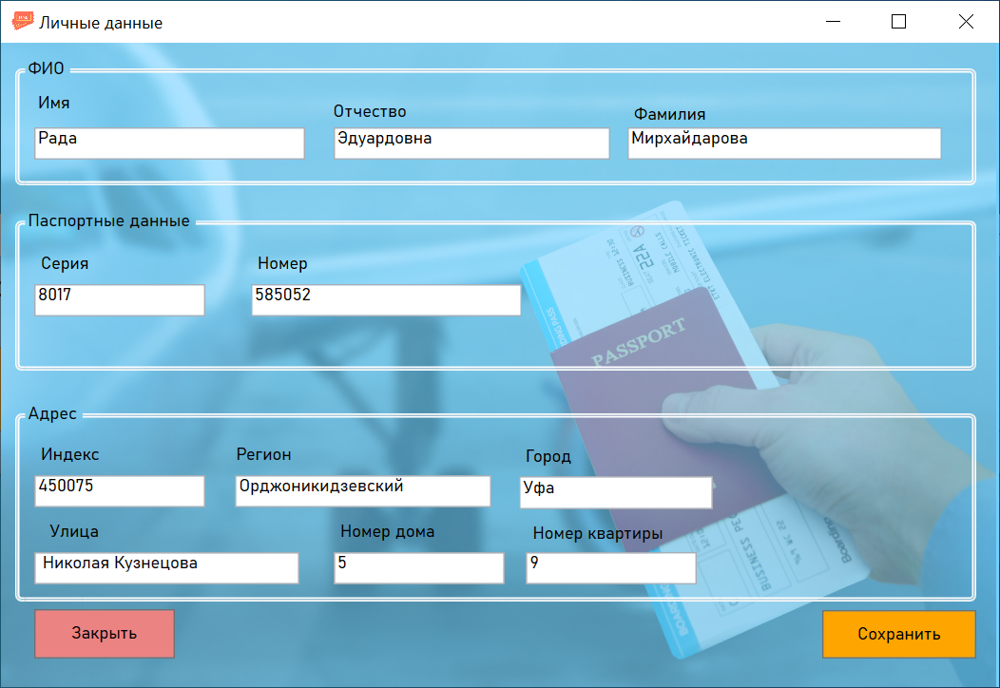 Личные данные
ФИО
Имя Отчество Фамилия
Рада Эдуардовна Мирхайдарова
Паспортные данные
Серия Номер
8017 585052
PASSPORT
Адрес
Индекс Регион Город
450075 Орджоникидзевский Уфа
Улица Номер дома Номер квартиры
Николая Кузнецова 5 9
Закрыть Сохранить